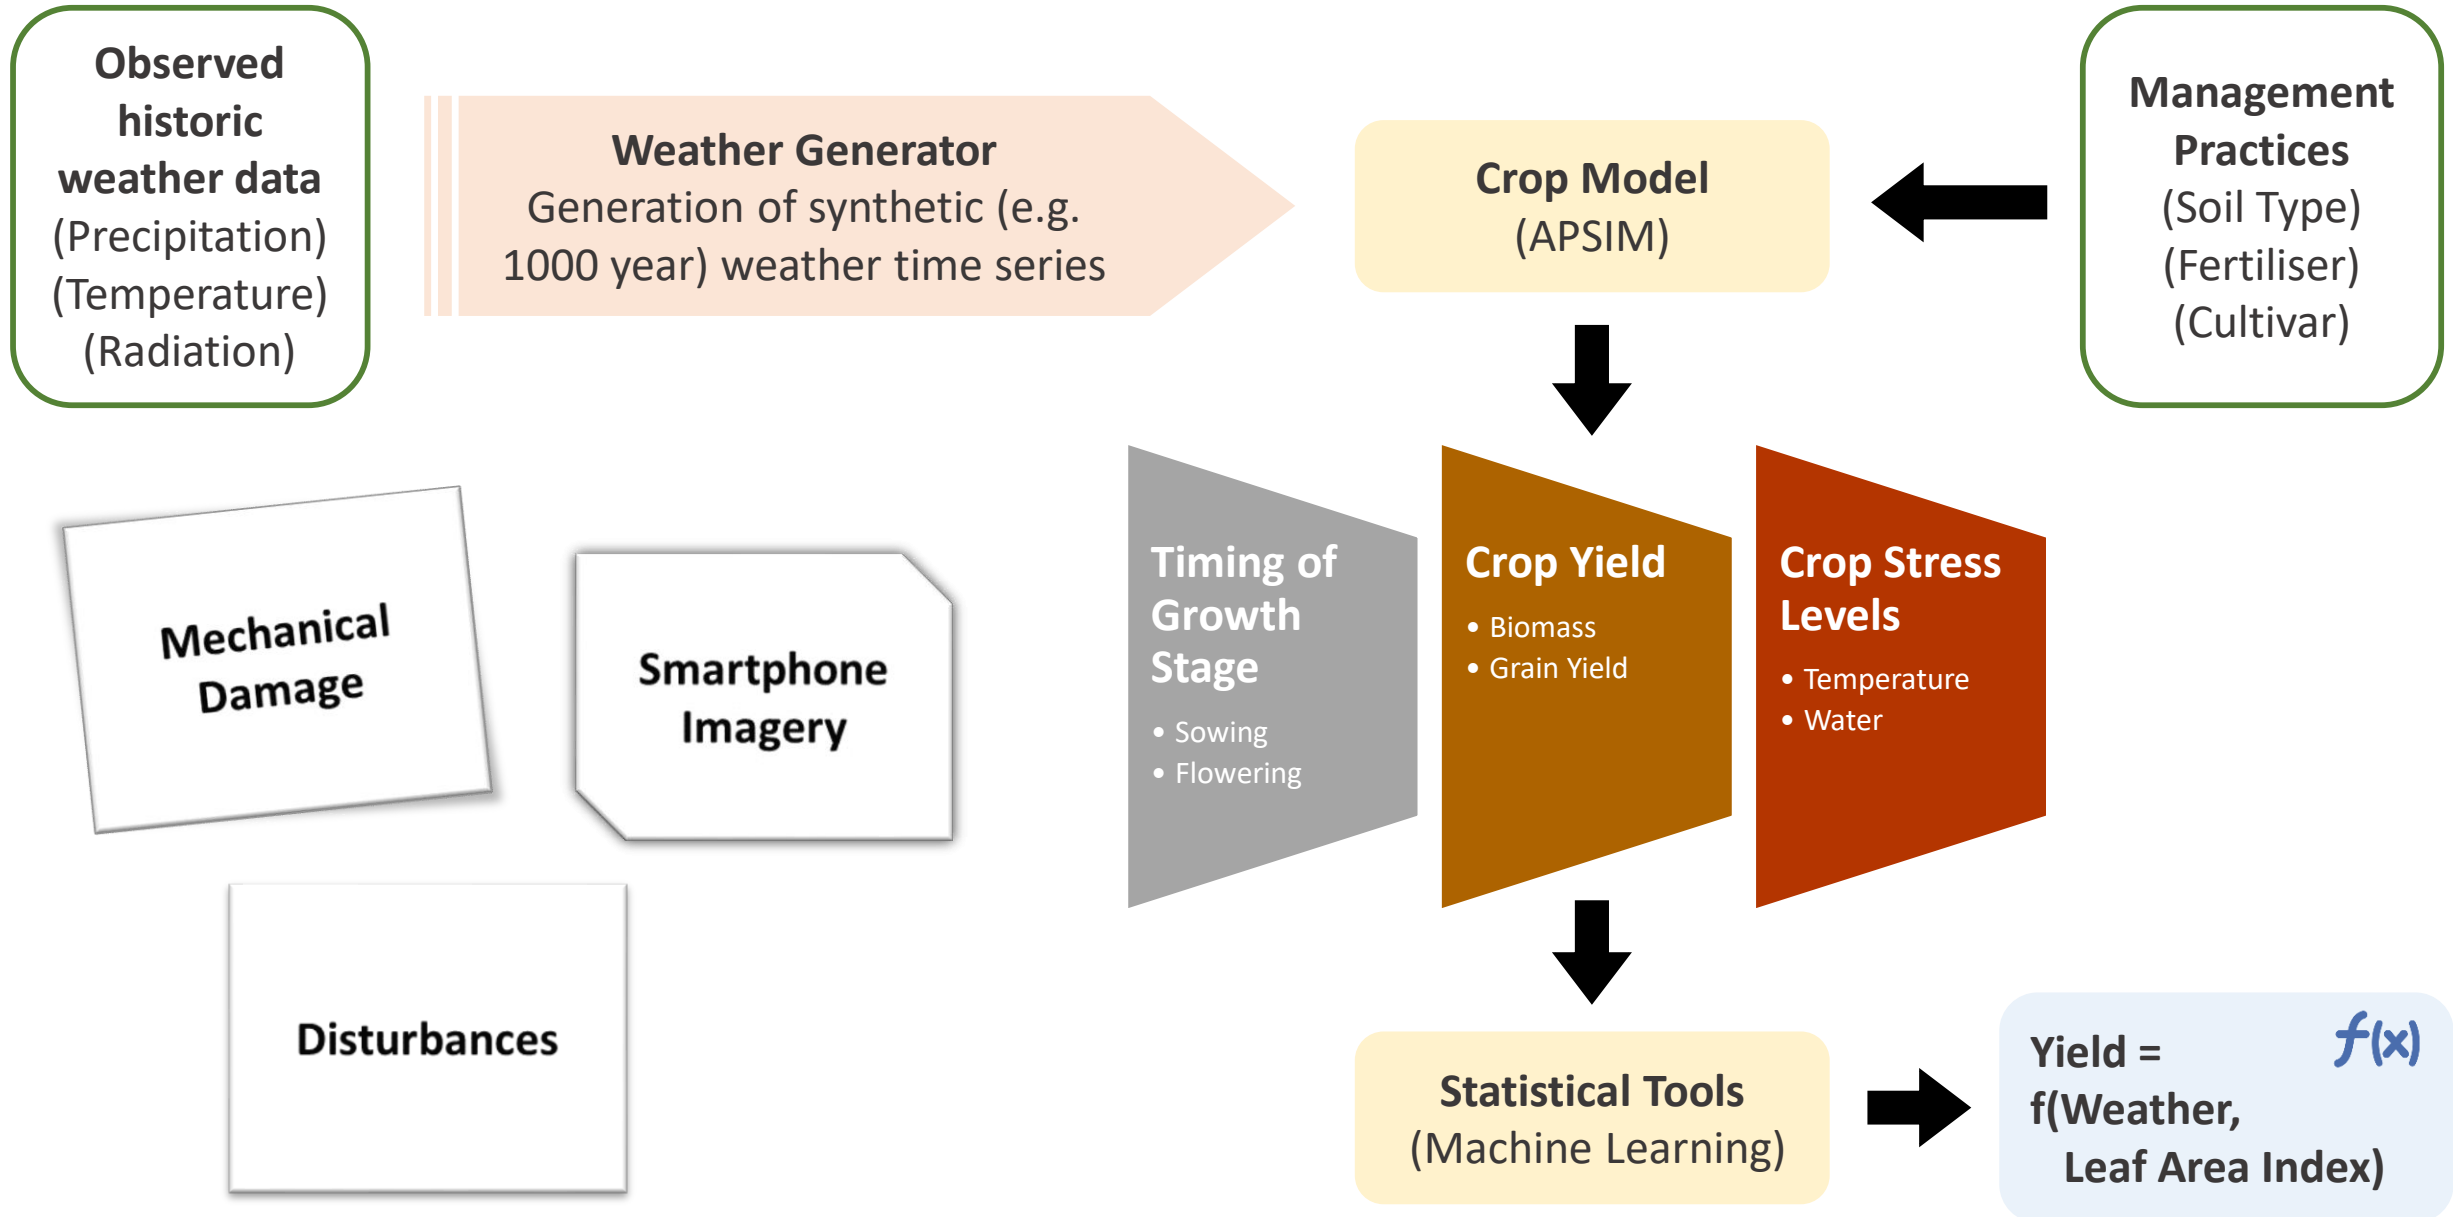 Observed
historic
weather data
(Precipitation)
(Temperature)
(Radiation)
Weather Generator
Generation of synthetic (e.g.
1000 year) weather time series
Crop Model
(APSIM)
Management
Practices
(Soil Type)
(Fertiliser)
(Cultivar)
Mechanical
Damage
Smartphone
Imagery
Disturbances
Timing of
Growth
Stage
• Sowing
• Flowering
Crop Yield
• Biomass
• Grain Yield
Crop Stress
Levels
• Temperature
• Water
Statistical Tools
(Machine Learning)
f(x)
Yield =
f(Weather,
Leaf Area Index)